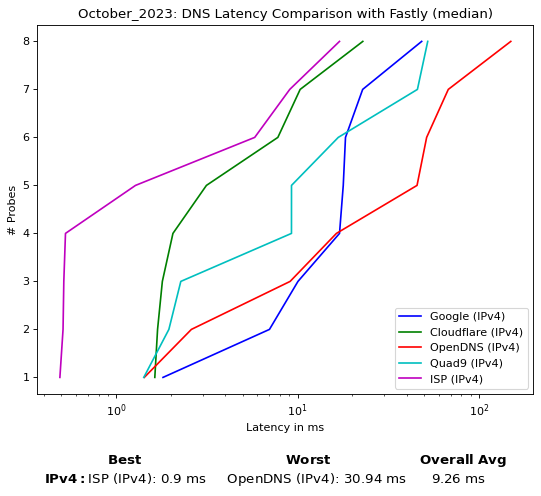 October_2023: DNS Latency Comparison with Fastly (median)
8
7
6
5
4
3
2
1
# Probes
Google (IPv4)
Cloudflare (IPv4)
OpenDNS (IPv4)
Quad9 (IPv4)
ISP (IPv4)
10⁰ 10¹ 10²
Latency in ms
Best Worst Overall Avg
IPv4: ISP (IPv4): 0.9 ms OpenDNS (IPv4): 30.94 ms 9.26 ms